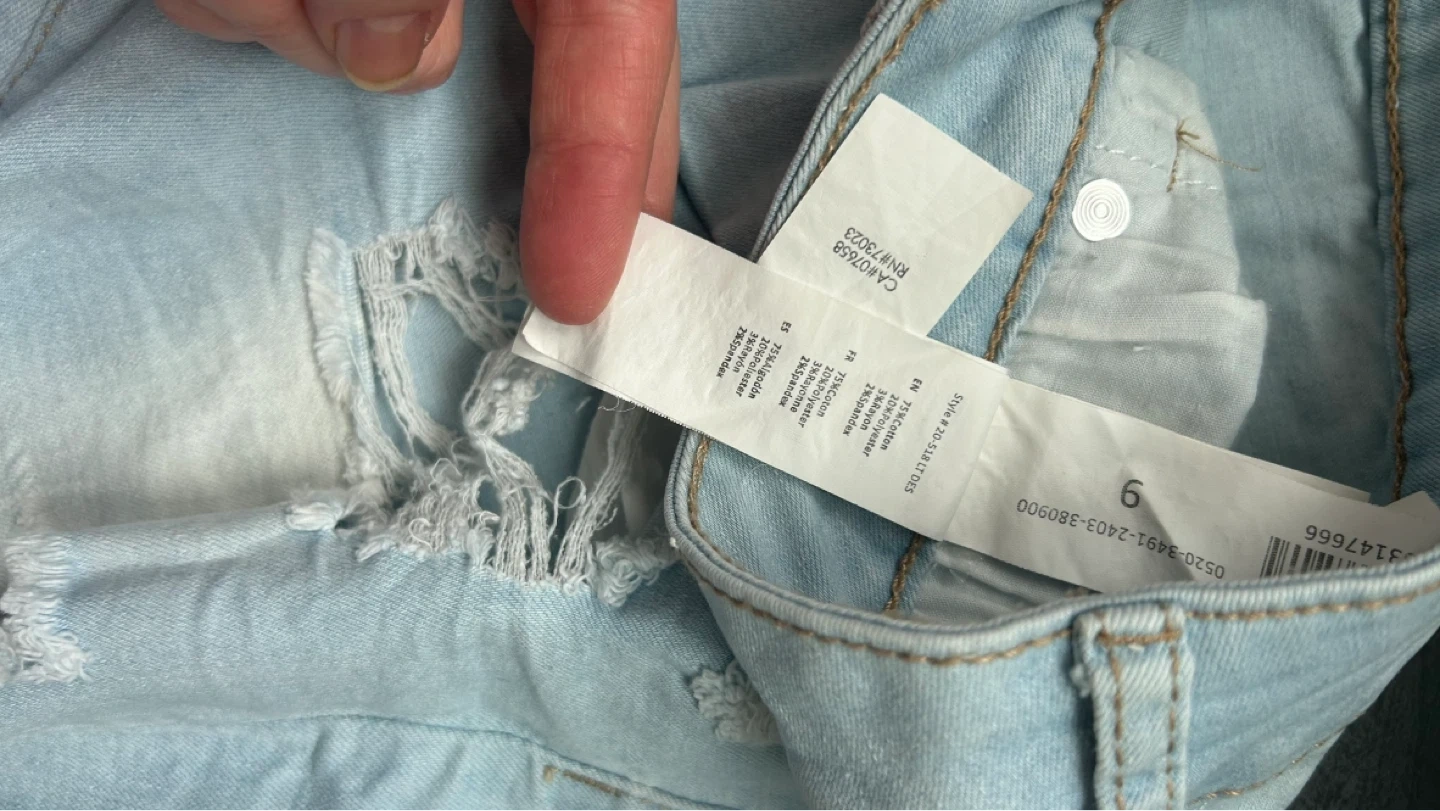 CA#07658
RN#73023
Style # 20-518 LT DES
EN 75%Cotton
20%Polyester
3%Rayon
2%Spandex
FR 75%Coton
20%Polyester
3%Rayonne
2%Spandex
ES 75%Algodón
20%Poliester
3%Rayón
2%Spandex
9
0520-3491-2403-380900
3147666